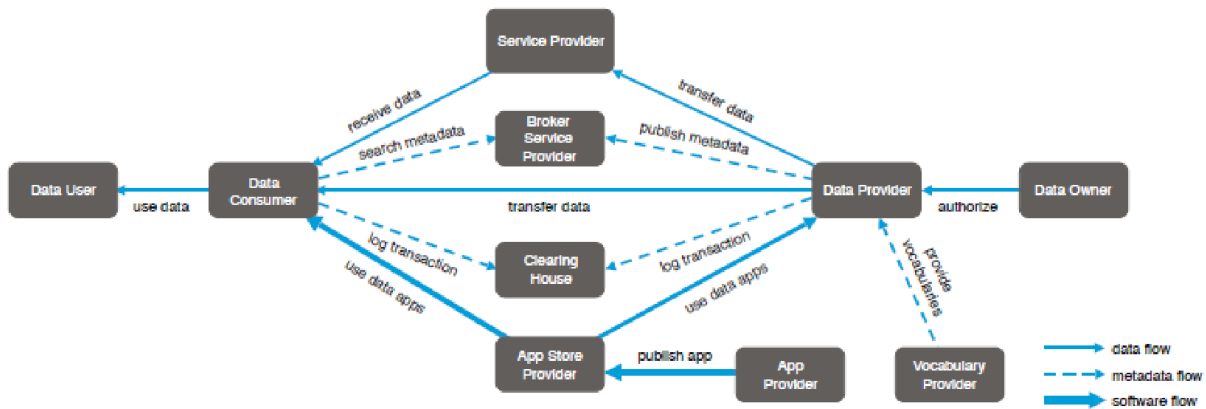 Service Provider
receive data
transfer data
search metadata
Broker
Service
Provider
publish metadata
Data User
use data
Data
Consumer
transfer data
Data Provider
authorize
Data Owner
log transaction
use data apps
Clearing
House
log transaction
use data apps
provide
vocabularies
App Store
Provider
publish app
App
Provider
Vocabulary
Provider
data flow
metadata flow
software flow